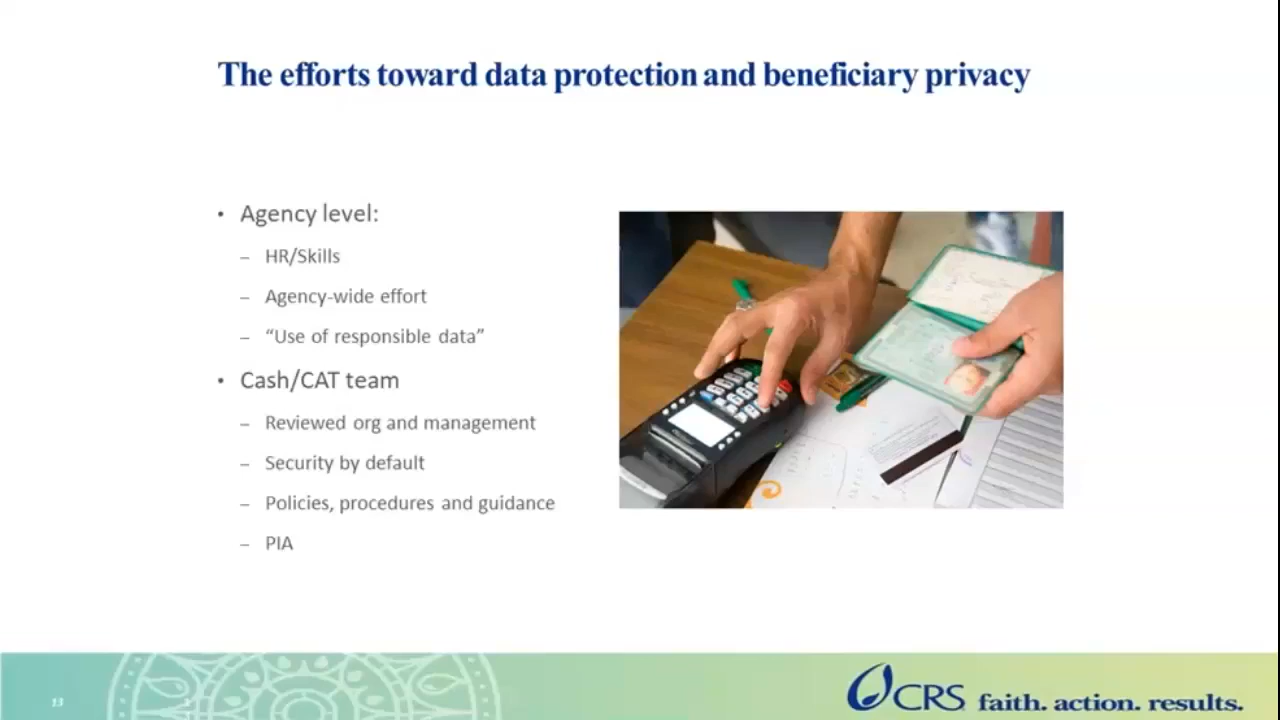 The efforts toward data protection and beneficiary privacy
• Agency level:
– HR/Skills
– Agency-wide effort
– “Use of responsible data”
• Cash/CAT team
– Reviewed org and management
– Security by default
– Policies, procedures and guidance
– PIA
13
CRS faith. action. results.